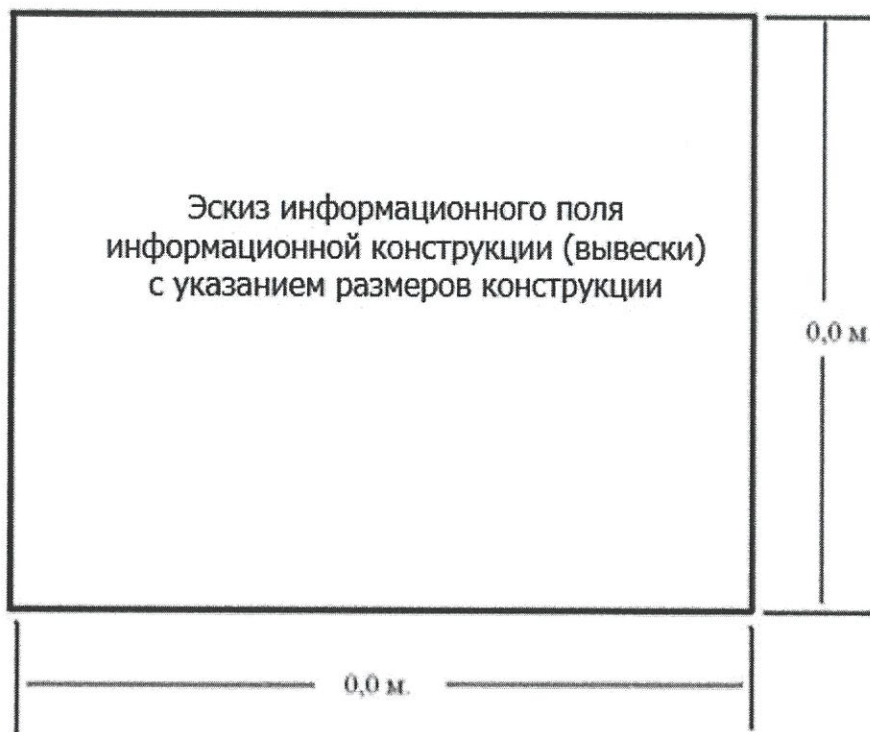 Эскиз информационного поля
информационной конструкции (вывески)
с указанием размеров конструкции
0,0 м.
0,0 м.